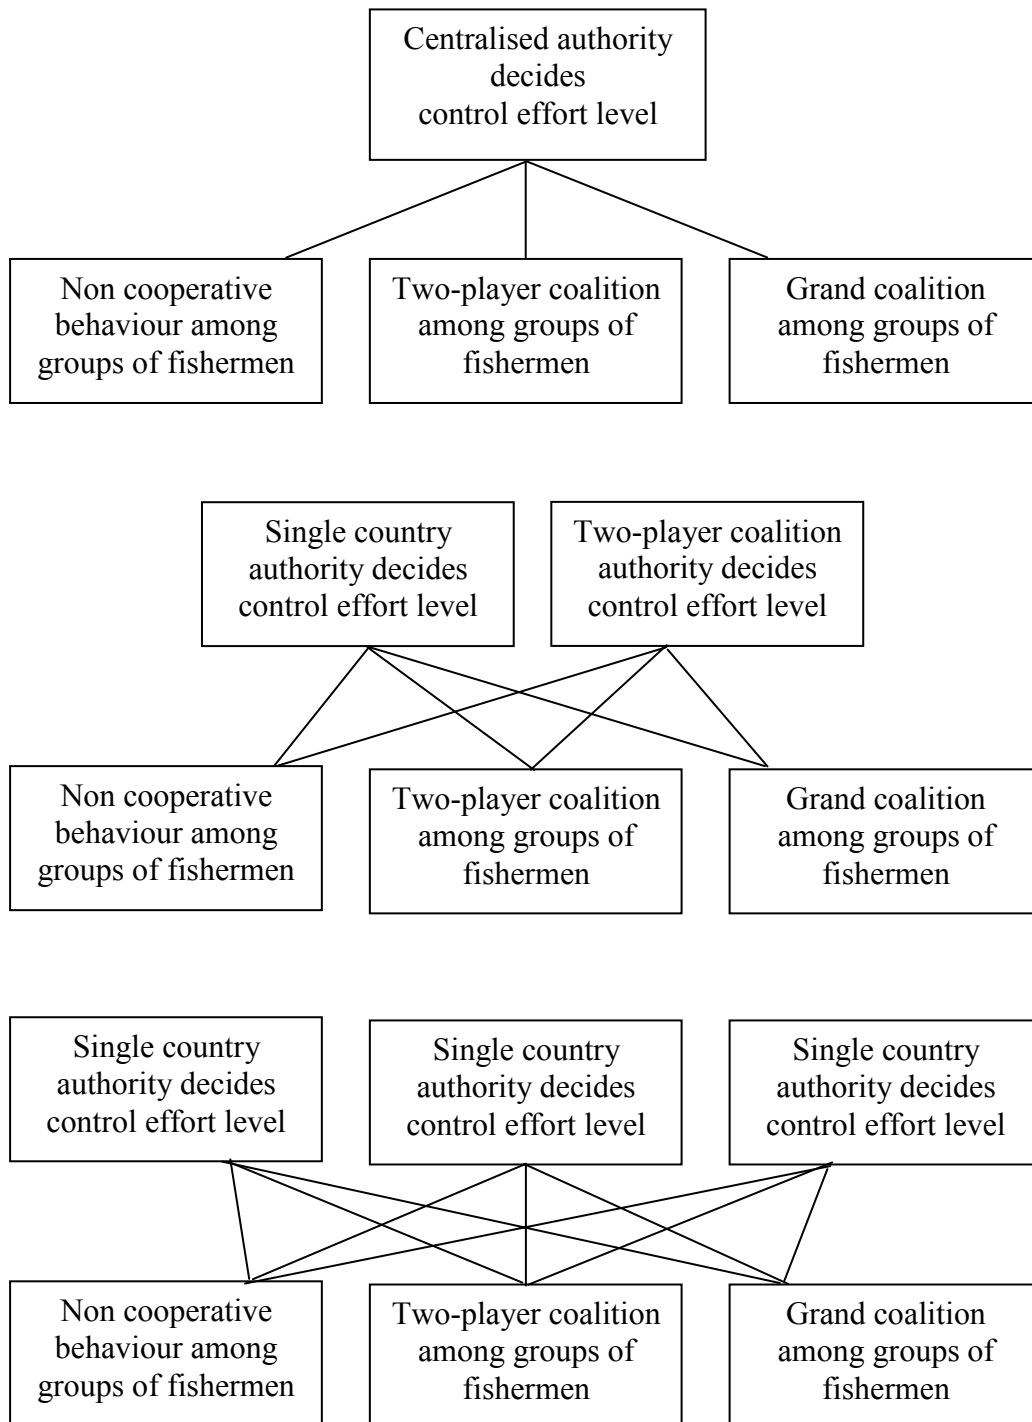 Centralised authority
decides
control effort level
Non cooperative
behaviour among
groups of fishermen
Two-player coalition
among groups of
fishermen
Grand coalition
among groups of
fishermen
Single country
authority decides
control effort level
Two-player coalition
authority decides
control effort level
Non cooperative
behaviour among
groups of fishermen
Two-player coalition
among groups of
fishermen
Grand coalition
among groups of
fishermen
Single country
authority decides
control effort level
Single country
authority decides
control effort level
Single country
authority decides
control effort level
Non cooperative
behaviour among
groups of fishermen
Two-player coalition
among groups of
fishermen
Grand coalition
among groups of
fishermen